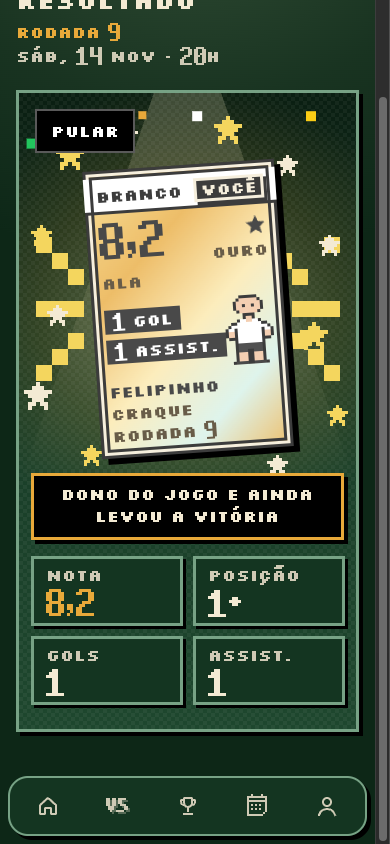 RESULTADO
RODADA 9
SÁB, 14 NOV · 20H
PULAR
BRANCO VOCÊ
8,2
OURO
ALA
1 GOL
1 ASSIST.
FELIPINHO
CRAQUE
RODADA 9
DONO DO JOGO E AINDA
LEVOU A VITÓRIA
NOTA
8,2
POSIÇÃO
1º
GOLS
1
ASSIST.
1
VS